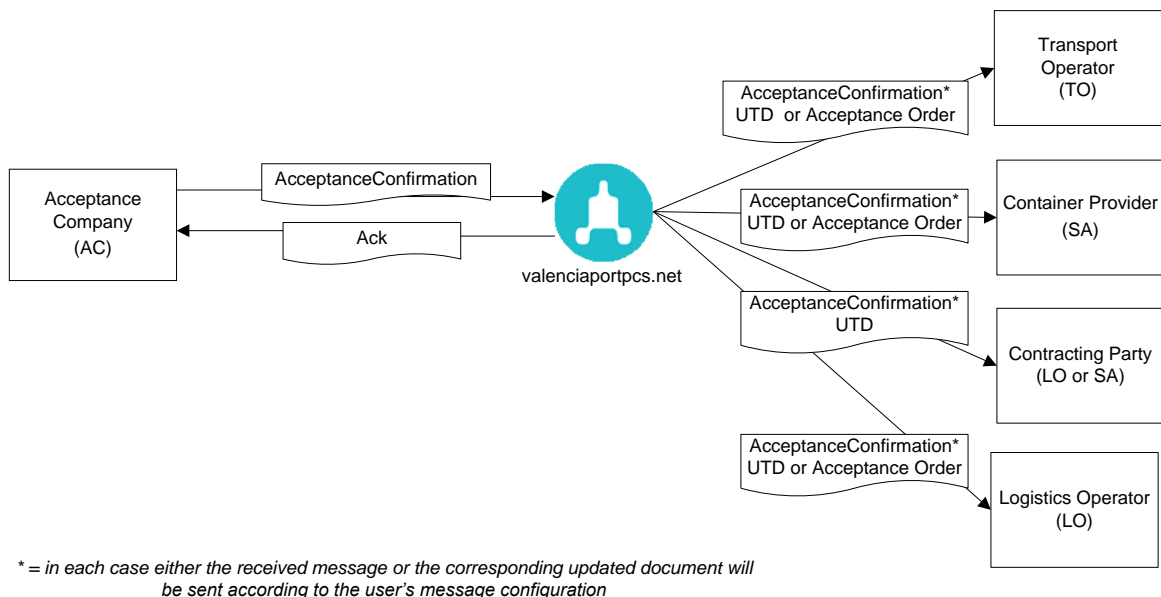 Transport
Operator
(TO)
AcceptanceConfirmation*
UTD  or Acceptance Order
Acceptance
Company
(AC)
AcceptanceConfirmation
Ack
valenciaportpcs.net
AcceptanceConfirmation*
UTD or Acceptance Order
Container Provider
(SA)
AcceptanceConfirmation*
UTD
Contracting Party
(LO or SA)
AcceptanceConfirmation*
UTD or Acceptance Order
Logistics Operator
(LO)
* = in each case either the received message or the corresponding updated document will
be sent according to the user’s message configuration